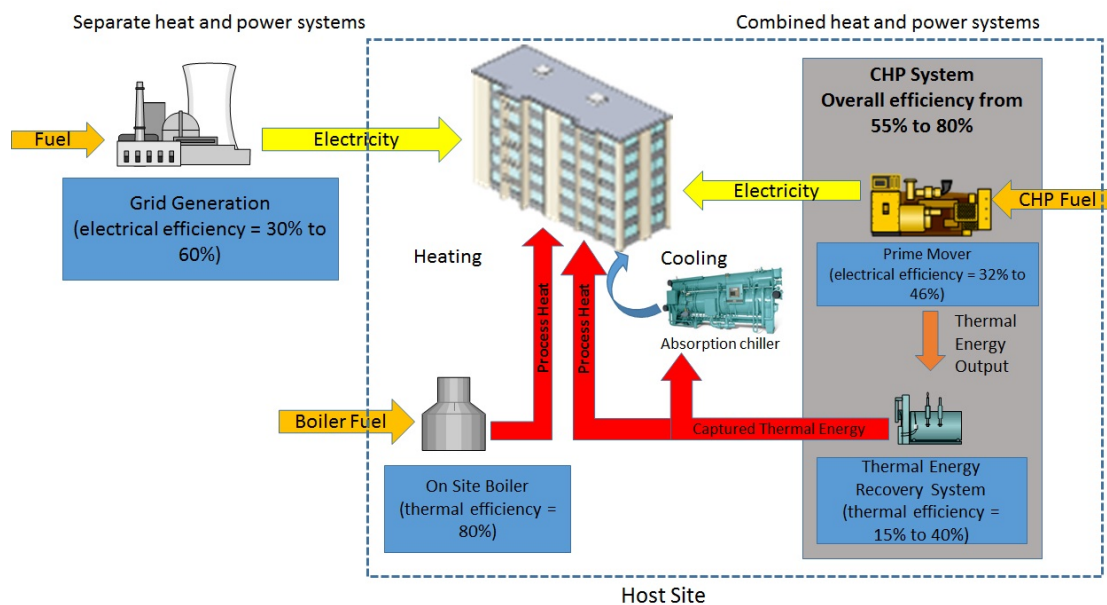 Separate heat and power systems
Combined heat and power systems
Fuel
Electricity
Grid Generation
(electrical efficiency = 30% to
60%)
CHP System
Overall efficiency from
55% to 80%
Electricity
CHP Fuel
Prime Mover
(electrical efficiency = 32% to
46%)
Heating
Cooling
Process Heat
Process Heat
Absorption chiller
Thermal
Energy
Output
Boiler Fuel
Captured Thermal Energy
On Site Boiler
(thermal efficiency =
80%)
Thermal Energy
Recovery System
(thermal efficiency =
15% to 40%)
Host Site